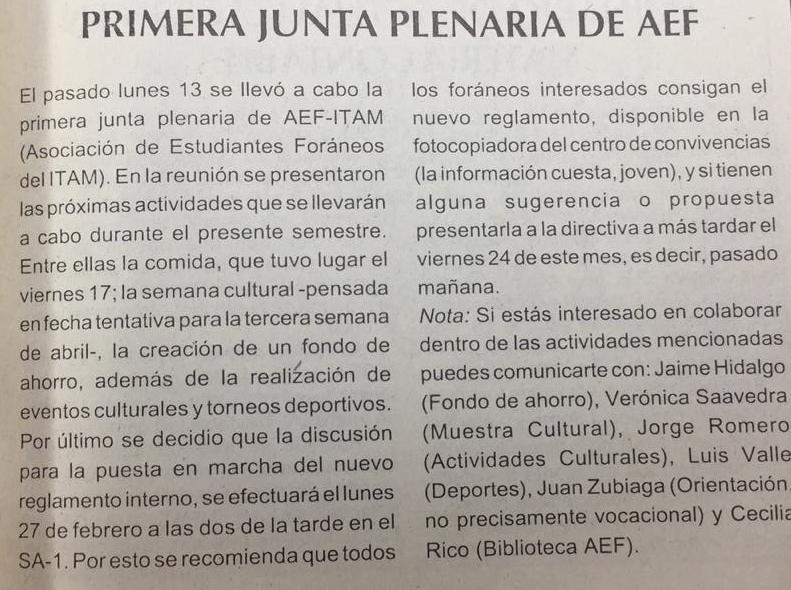 PRIMERA JUNTA PLENARIA DE AEF
El pasado lunes 13 se llevó a cabo la
primera junta plenaria de AEF-ITAM
(Asociación de Estudiantes Foráneos
del ITAM). En la reunión se presentaron
las próximas actividades que se llevarán
a cabo durante el presente semestre.
Entre ellas la comida, que tuvo lugar el
viernes 17; la semana cultural -pensada
en fecha tentativa para la tercera semana
de abril-, la creación de un fondo de
ahorro, además de la realización de
eventos culturales y torneos deportivos.
Por último se decidio que la discusión
para la puesta en marcha del nuevo
reglamento interno, se efectuará el lunes
27 de febrero a las dos de la tarde en el
SA-1. Por esto se recomienda que todos
los foráneos interesados consigan el
nuevo reglamento, disponible en la
fotocopiadora del centro de convivencias
(la información cuesta, joven), y si tienen
alguna sugerencia o propuesta
presentarla a la directiva a más tardar el
viernes 24 de este mes, es decir, pasado
mañana.
Nota: Si estás interesado en colaborar
dentro de las actividades mencionadas
puedes comunicarte con: Jaime Hidalgo
(Fondo de ahorro), Verónica Saavedra
(Muestra Cultural), Jorge Romero
(Actividades Culturales), Luis Valle
(Deportes), Juan Zubiaga (Orientación,
no precisamente vocacional) y Cecilia
Rico (Biblioteca AEF).